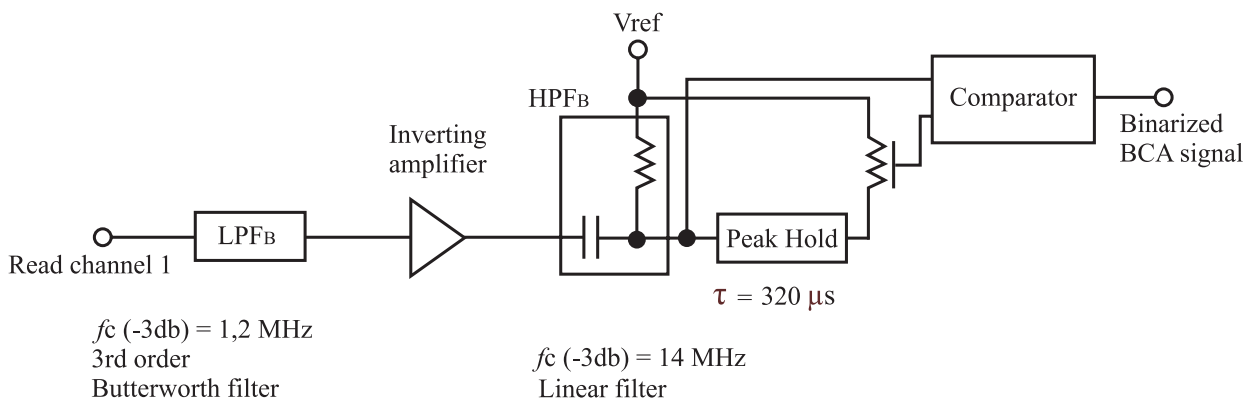 Vref
HPFB
Comparator
Inverting
amplifier
Binarized
BCA signal
LPFB
Peak Hold
Read channel 1
τ = 320 μs
fc (-3db) = 1,2 MHz
3rd order
Butterworth filter
fc (-3db) = 14 MHz
Linear filter